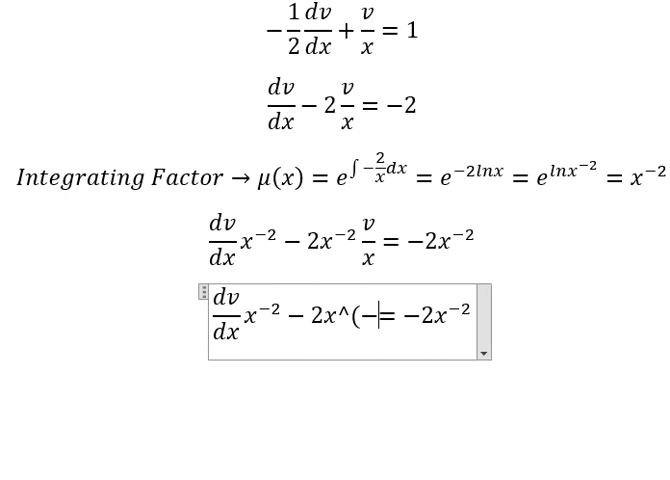 −1/2 dv/dx + v/x = 1
dv/dx − 2 v/x = −2
Integrating Factor → μ(x) = e^{∫ −2/x dx} = e^{−2lnx} = e^{lnx^{−2}} = x^{−2}
dv/dx x^{−2} − 2x^{−2} v/x = −2x^{−2}
dv/dx x^{−2} − 2x^(−= −2x^{−2}